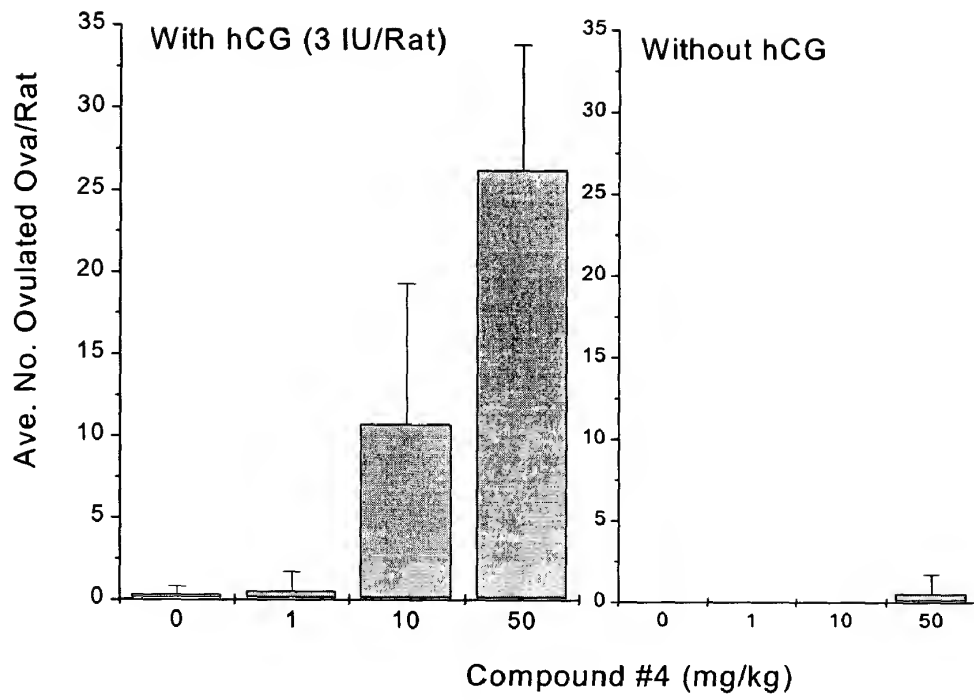 Ave. No. Ovulated Ova/Rat
With hCG (3 IU/Rat)
35
30
25
20
15
10
5
0
0 1 10 50
Without hCG
35
30
25
20
15
10
5
0
0 1 10 50
Compound #4 (mg/kg)